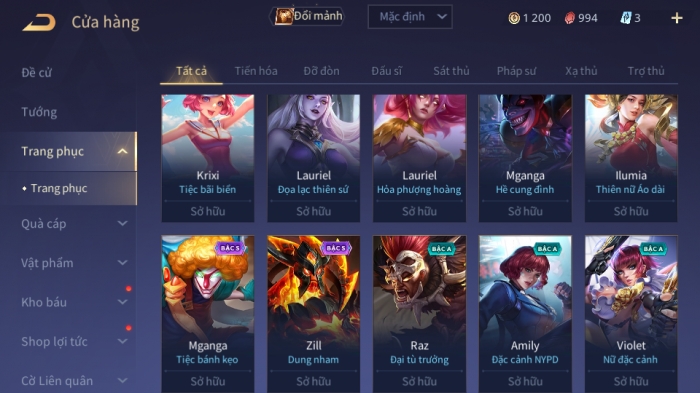 Cửa hàng
Đổi mảnh
Mặc định
1 200
994
3
Đề cử
Tướng
Trang phục
Trang phục
Quà cáp
Vật phẩm
Kho báu
Shop lợi tức
Cờ Liên quân
Tất cả
Tiến hóa
Đỡ đòn
Đấu sĩ
Sát thủ
Pháp sư
Xạ thủ
Trợ thủ
Krixi
Tiệc bãi biển
Sở hữu
Lauriel
Đọa lạc thiên sứ
Sở hữu
Lauriel
Hỏa phượng hoàng
Sở hữu
Mganga
Hề cung đình
Sở hữu
Ilumia
Thiên nữ Áo dài
Sở hữu
BẬC S
Mganga
Tiệc bánh kẹo
Sở hữu
BẬC S
Zill
Dung nham
Sở hữu
BẬC A
Raz
Đại tù trưởng
Sở hữu
BẬC A
Amily
Đặc cảnh NYPD
Sở hữu
BẬC A
Violet
Nữ đặc cảnh
Sở hữu